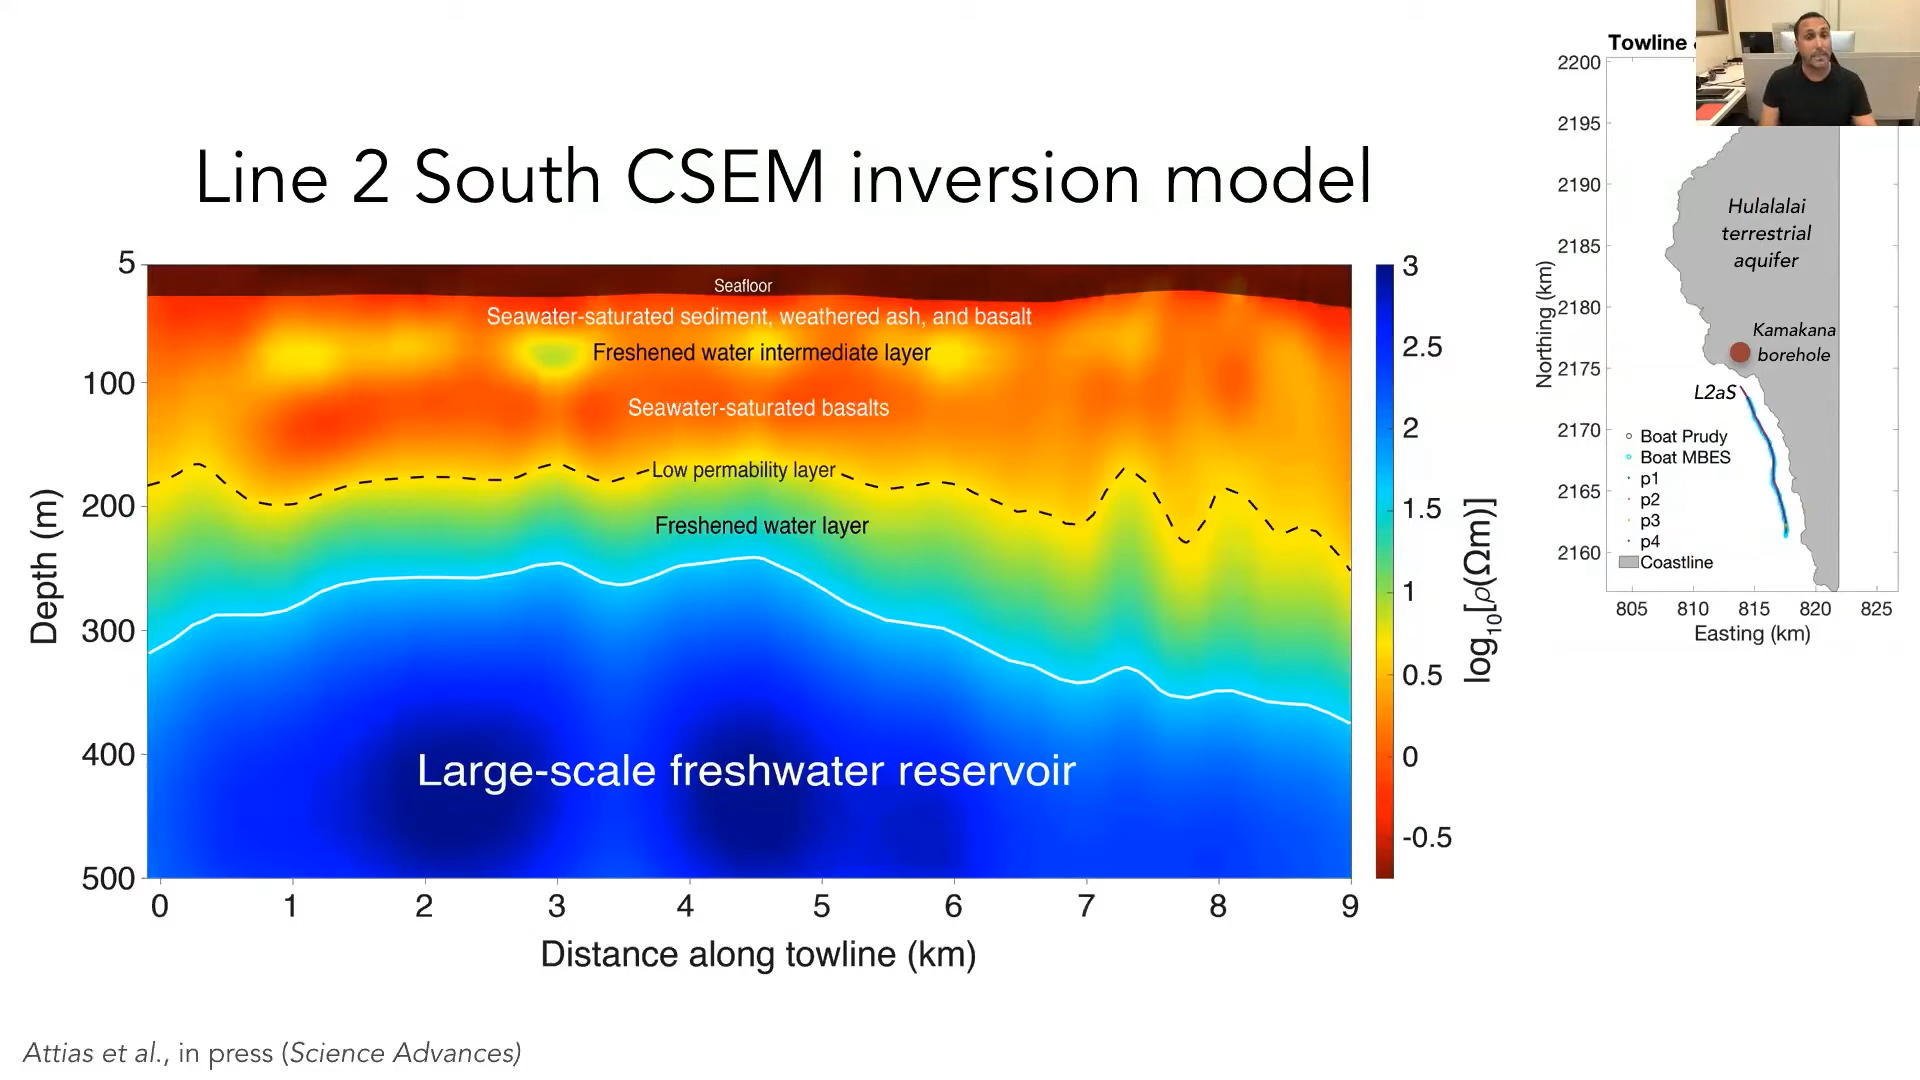 Line 2 South CSEM inversion model
5
100
200
300
400
500
Depth (m)
Seafloor
Seawater-saturated sediment, weathered ash, and basalt
Freshened water intermediate layer
Seawater-saturated basalts
Low permability layer
Freshened water layer
Large-scale freshwater reservoir
0 1 2 3 4 5 6 7 8 9
Distance along towline (km)
3
2.5
2
1.5
1
0.5
0
-0.5
log10[ρ(Ωm)]
Towline
2200
2195
2190
2185
2180
2175
2170
2165
2160
Northing (km)
Hulalalai
terrestrial
aquifer
Kamakana
borehole
L2aS
Boat Prudy
Boat MBES
p1
p2
p3
p4
Coastline
805 810 815 820 825
Easting (km)
Attias et al., in press (Science Advances)